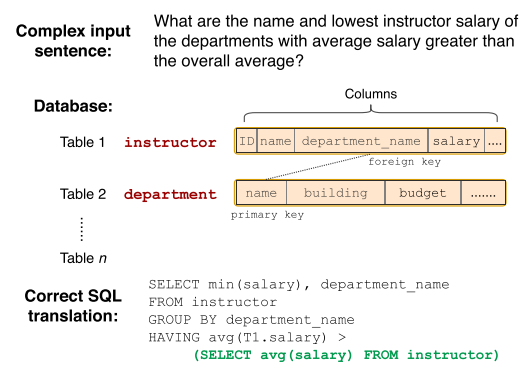 Complex input sentence:
What are the name and lowest instructor salary of
the departments with average salary greater than
the overall average?
Database:
Columns
Table 1 instructor ID name department_name salary ....
foreign key
Table 2 department name building budget .......
primary key
Table n
Correct SQL translation:
SELECT min(salary), department_name
FROM instructor
GROUP BY department_name
HAVING avg(T1.salary) >
(SELECT avg(salary) FROM instructor)